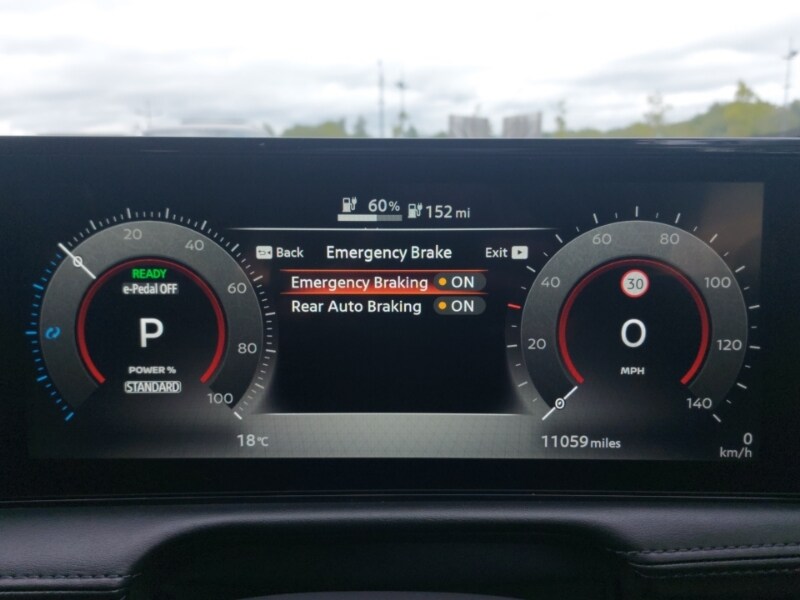 60% 152 mi
Back Emergency Brake Exit
Emergency Braking ON
Rear Auto Braking ON
0 20 40 60 80 100
READY
e-Pedal OFF
P
POWER %
STANDARD
18°C
0 20 40 60 80 100 120 140
30
0
MPH
11059 miles
0
km/h